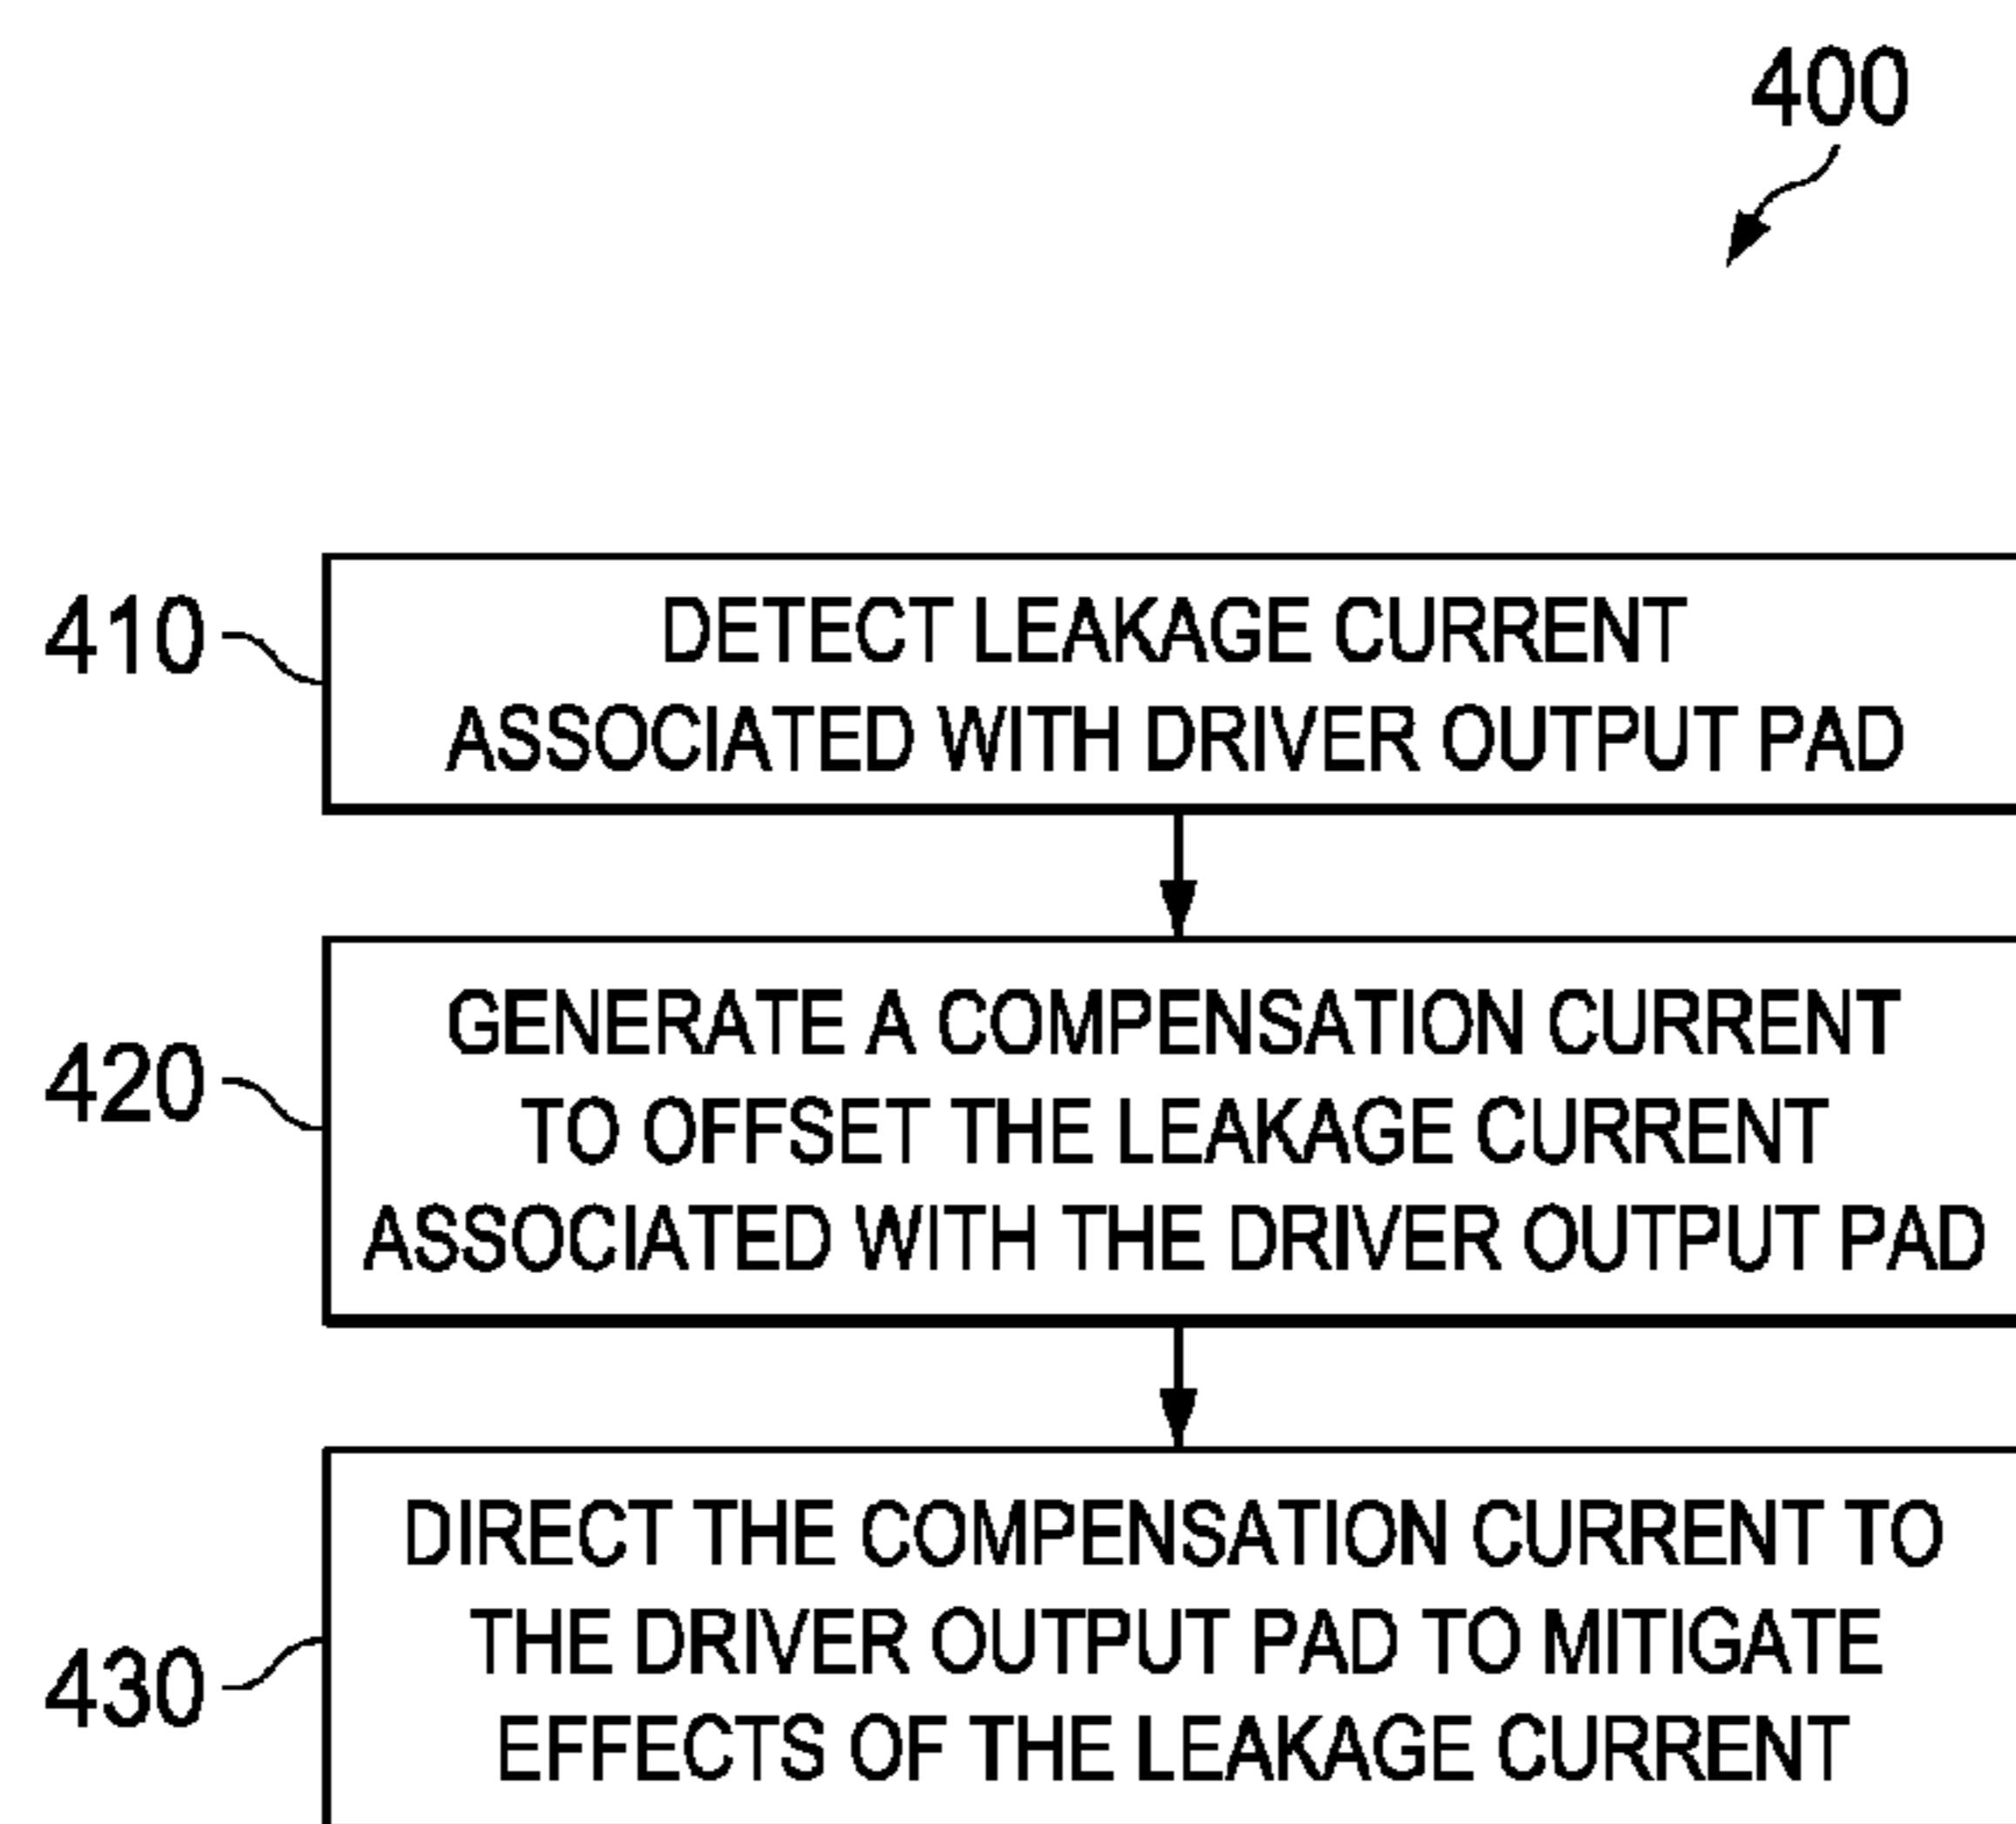 400
410
DETECT LEAKAGE CURRENT
ASSOCIATED WITH DRIVER OUTPUT PAD
420
GENERATE A COMPENSATION CURRENT
TO OFFSET THE LEAKAGE CURRENT
ASSOCIATED WITH THE DRIVER OUTPUT PAD
430
DIRECT THE COMPENSATION CURRENT TO
THE DRIVER OUTPUT PAD TO MITIGATE
EFFECTS OF THE LEAKAGE CURRENT